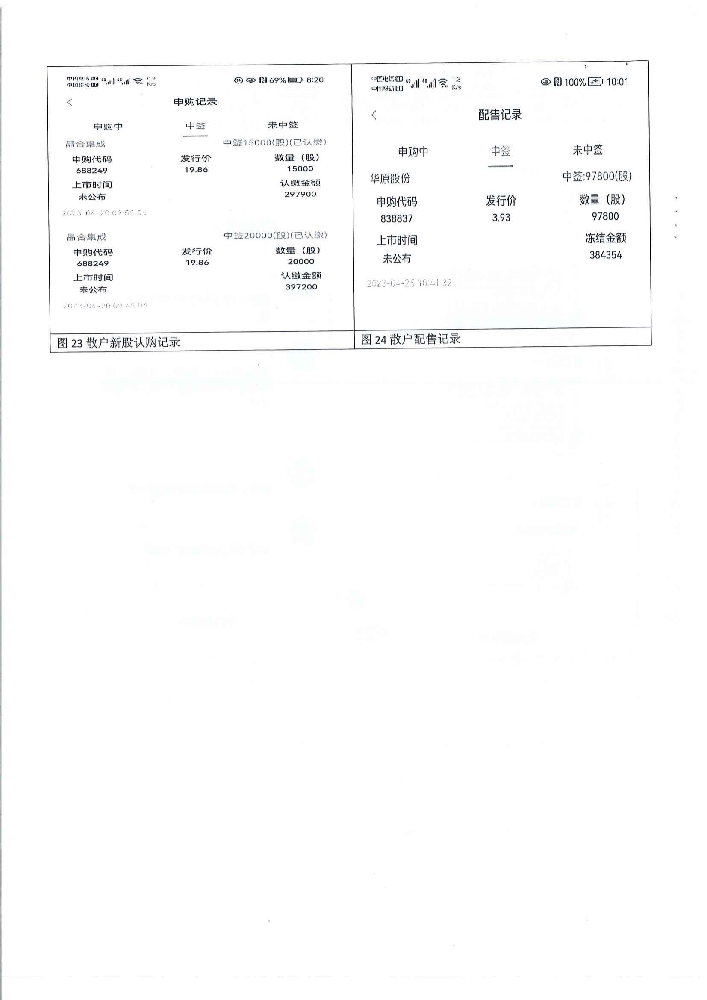 中国电信 HD 4G 4G 0.9 K/s 69% 8:20
中国移动 HD
申购记录
申购中 中签 未中签
晶合集成 中签15000(股)(已认缴)
申购代码 发行价 数量（股）
688249 19.86 15000
上市时间 认缴金额
未公布 297900
晶合集成 中签20000(股)(已认缴)
申购代码 发行价 数量（股）
688249 19.86 20000
上市时间 认缴金额
未公布 397200
图 23 散户新股认购记录
中国电信 HD 4G 4G 1.3 K/s 100% 10:01
中国移动 HD
配售记录
申购中 中签 未中签
华原股份 中签:97800(股)
申购代码 发行价 数量（股）
838837 3.93 97800
上市时间 冻结金额
未公布 384354
2023-04-25 10:41:32
图 24 散户配售记录